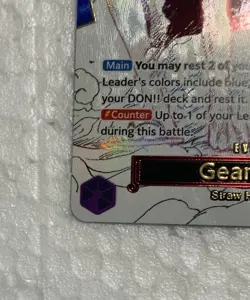 Main You may rest 2 of you
Leader's colors include blue,
your DON!! deck and rest it.
Counter Up to 1 of your Le
during this battle.
EV
Gear
Straw H